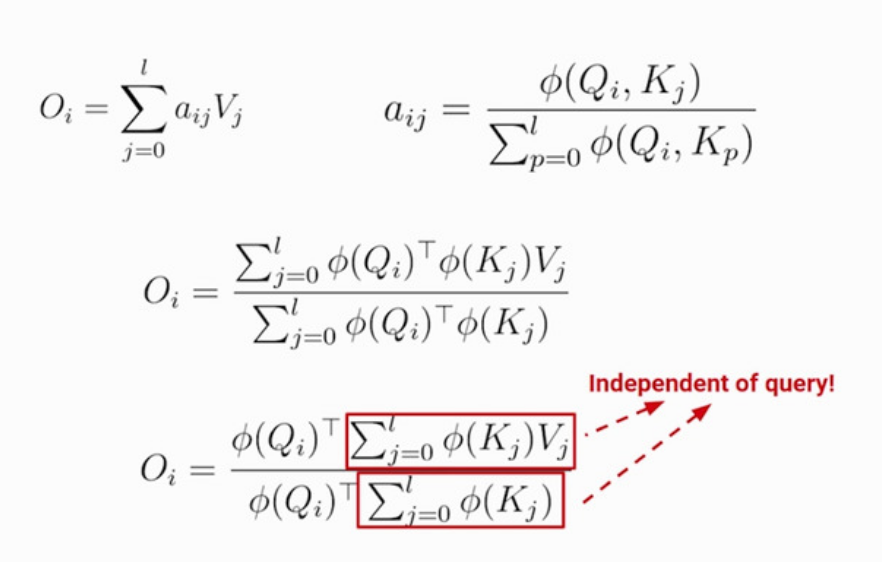 O_i = \sum_{j=0}^{l} a_{ij} V_j
a_{ij} = \frac{\phi(Q_i, K_j)}{\sum_{p=0}^{l} \phi(Q_i, K_p)}
O_i = \frac{\sum_{j=0}^{l} \phi(Q_i)^\top \phi(K_j) V_j}{\sum_{j=0}^{l} \phi(Q_i)^\top \phi(K_j)}
Independent of query!
O_i = \frac{\phi(Q_i)^\top \sum_{j=0}^{l} \phi(K_j) V_j}{\phi(Q_i)^\top \sum_{j=0}^{l} \phi(K_j)}